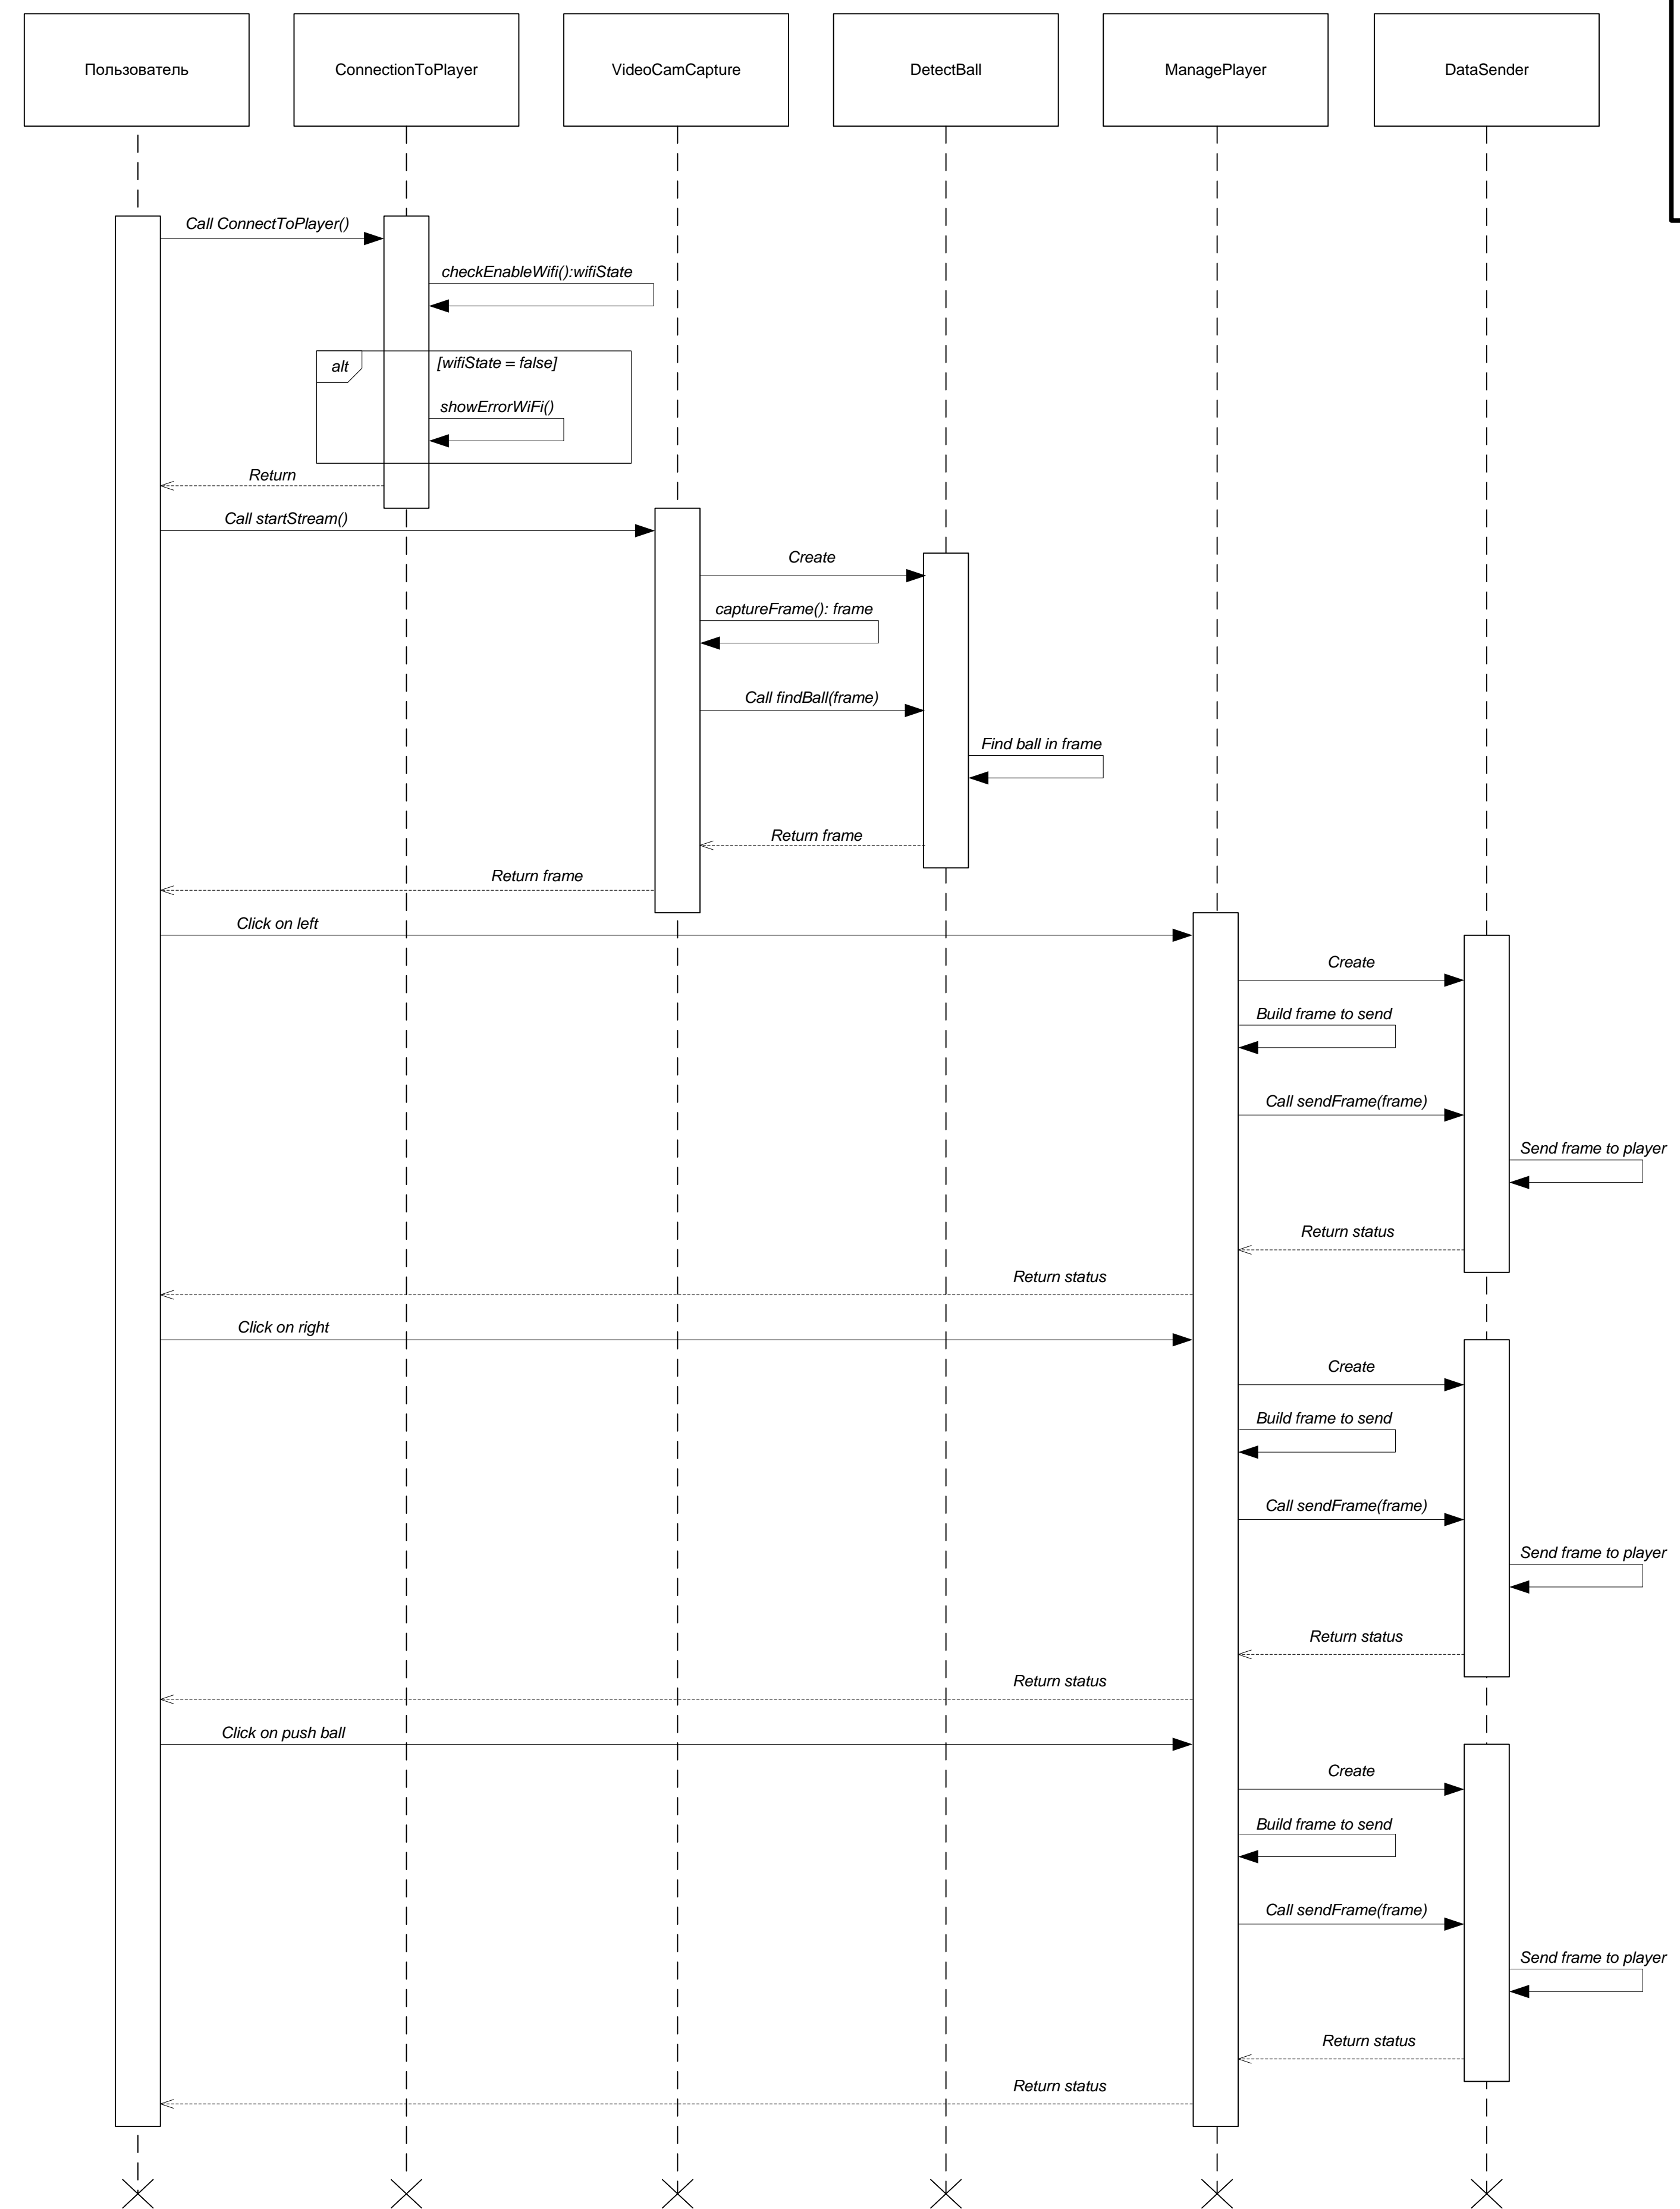 Пользователь
ConnectionToPlayer
VideoCamCapture
DetectBall
ManagePlayer
DataSender
Call ConnectToPlayer()
checkEnableWifi():wifiState
alt
[wifiState = false]
showErrorWiFi()
Return
Call startStream()
Create
captureFrame(): frame
Call findBall(frame)
Find ball in frame
Return frame
Return frame
Click on left
Create
Build frame to send
Call sendFrame(frame)
Send frame to player
Return status
Return status
Click on right
Create
Build frame to send
Call sendFrame(frame)
Send frame to player
Return status
Return status
Click on push ball
Create
Build frame to send
Call sendFrame(frame)
Send frame to player
Return status
Return status